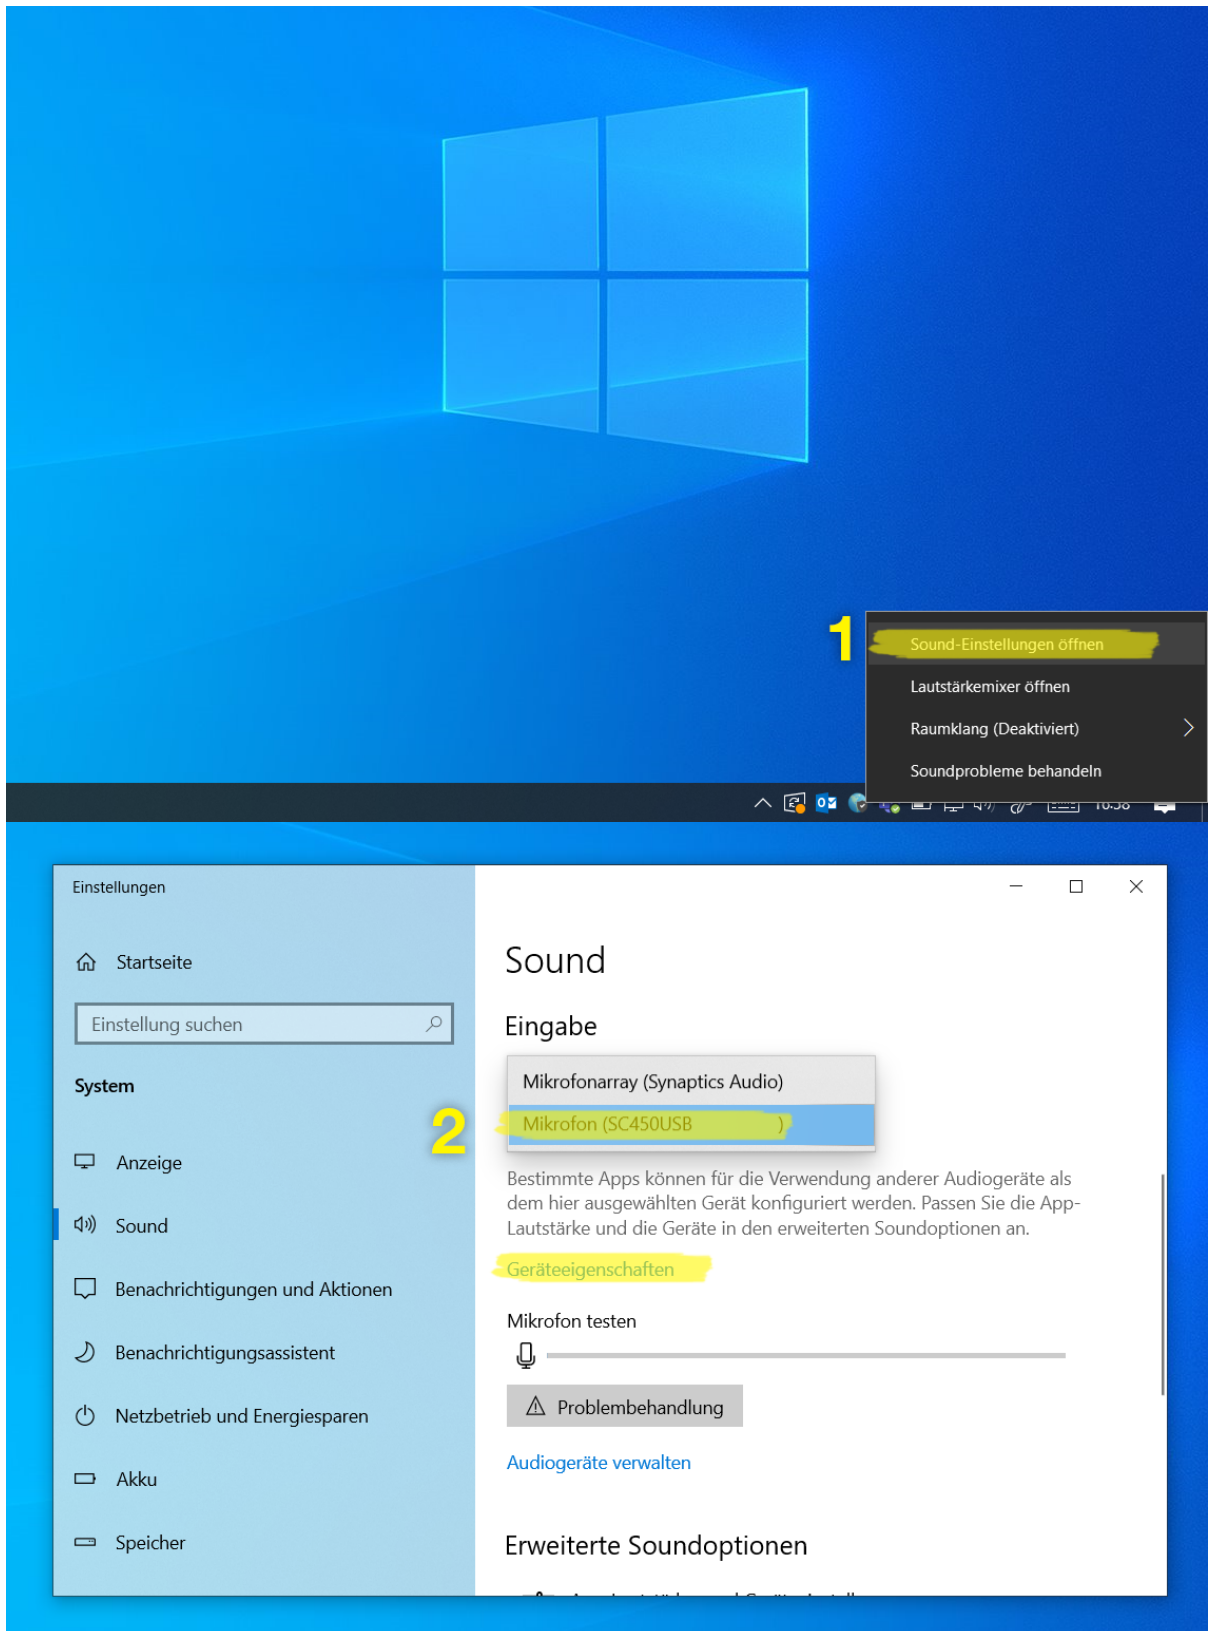 1
Sound-Einstellungen öffnen
Lautstärkemixer öffnen
Raumklang (Deaktiviert)
Soundprobleme behandeln
16:58
Einstellungen
Startseite
Einstellung suchen
System
Anzeige
Sound
Benachrichtigungen und Aktionen
Benachrichtigungsassistent
Netzbetrieb und Energiesparen
Akku
Speicher
Sound
Eingabe
Mikrofonarray (Synaptics Audio)
2
Mikrofon (SC450USB )
Bestimmte Apps können für die Verwendung anderer Audiogeräte als
dem hier ausgewählten Gerät konfiguriert werden. Passen Sie die App-
Lautstärke und die Geräte in den erweiterten Soundoptionen an.
Geräteeigenschaften
Mikrofon testen
Problembehandlung
Audiogeräte verwalten
Erweiterte Soundoptionen